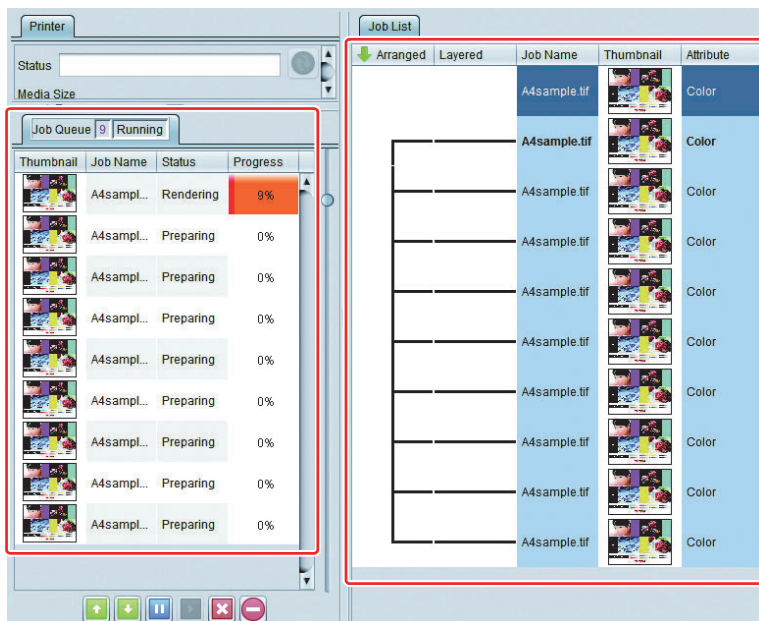 Printer
Status
Media Size
Job Queue 9 Running
Thumbnail Job Name Status Progress
A4sampl... Rendering 9%
A4sampl... Preparing 0%
A4sampl... Preparing 0%
A4sampl... Preparing 0%
A4sampl... Preparing 0%
A4sampl... Preparing 0%
A4sampl... Preparing 0%
A4sampl... Preparing 0%
A4sampl... Preparing 0%
Job List
Arranged Layered Job Name Thumbnail Attribute
A4sample.tif Color
A4sample.tif Color
A4sample.tif Color
A4sample.tif Color
A4sample.tif Color
A4sample.tif Color
A4sample.tif Color
A4sample.tif Color
A4sample.tif Color
A4sample.tif Color